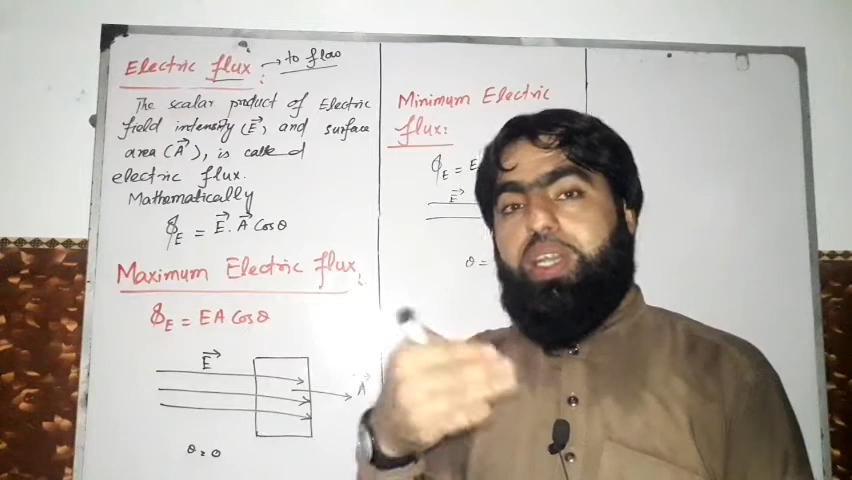 Electric flux : → to flow
The scalar product of Electric
field intensity (E⃗), and surface
area (A⃗), is called
electric flux.
Mathematically
ϕE = E⃗ . A⃗ Cosθ
Maximum Electric flux :
ϕE = EA Cosθ
E⃗
A⃗
θ = 0
Minimum Electric
flux:
ϕE = E
E⃗
θ =